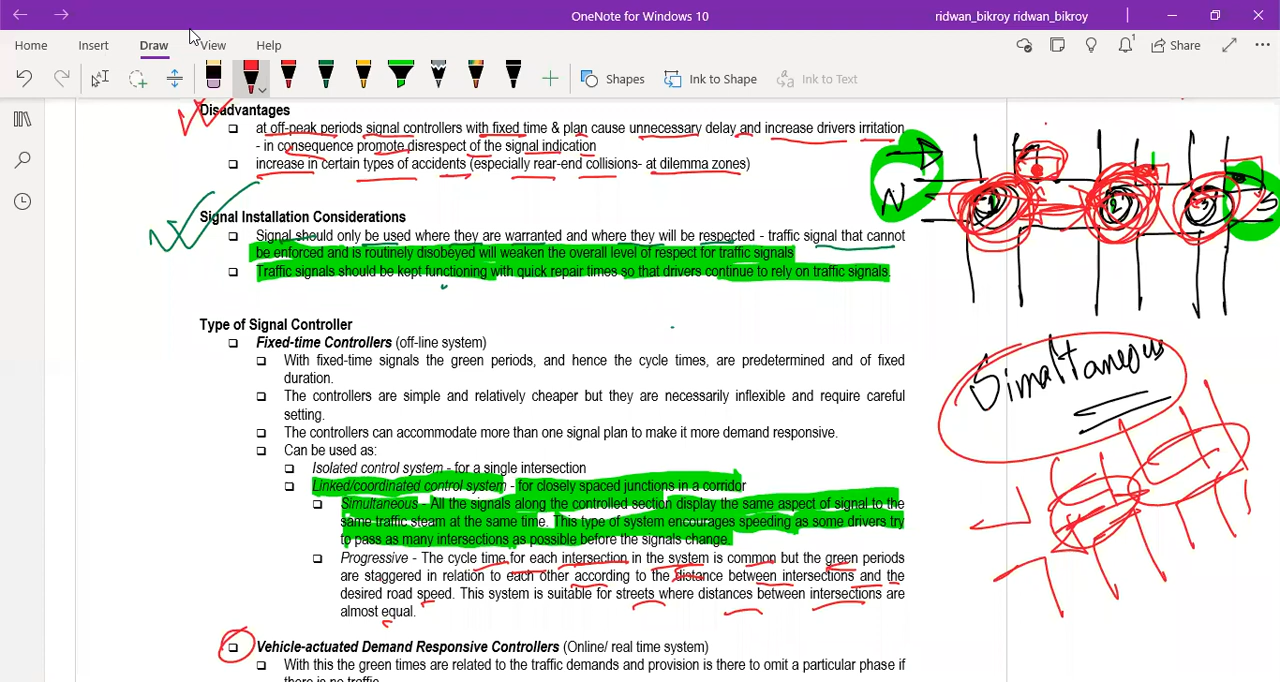 OneNote for Windows 10
ridwan_bikroy ridwan_bikroy
Home Insert Draw View Help
Share
Shapes Ink to Shape Ink to Text
Disadvantages
at off-peak periods signal controllers with fixed time & plan cause unnecessary delay and increase drivers irritation
- in consequence promote disrespect of the signal indication
increase in certain types of accidents (especially rear-end collisions- at dilemma zones)
Signal Installation Considerations
Signal should only be used where they are warranted and where they will be respected - traffic signal that cannot
be enforced and is routinely disobeyed will weaken the overall level of respect for traffic signals
Traffic signals should be kept functioning with quick repair times so that drivers continue to rely on traffic signals.
Type of Signal Controller
Fixed-time Controllers (off-line system)
With fixed-time signals the green periods, and hence the cycle times, are predetermined and of fixed
duration.
The controllers are simple and relatively cheaper but they are necessarily inflexible and require careful
setting.
The controllers can accommodate more than one signal plan to make it more demand responsive.
Can be used as:
Isolated control system - for a single intersection
Linked/coordinated control system - for closely spaced junctions in a corridor
Simultaneous - All the signals along the controlled section display the same aspect of signal to the
same traffic steam at the same time. This type of system encourages speeding as some drivers try
to pass as many intersections as possible before the signals change.
Progressive - The cycle time for each intersection in the system is common but the green periods
are staggered in relation to each other according to the distance between intersections and the
desired road speed. This system is suitable for streets where distances between intersections are
almost equal.
Vehicle-actuated Demand Responsive Controllers (Online/ real time system)
With this the green times are related to the traffic demands and provision is there to omit a particular phase if
there is no traffic
N 1 2 3 S
Simaltaneous